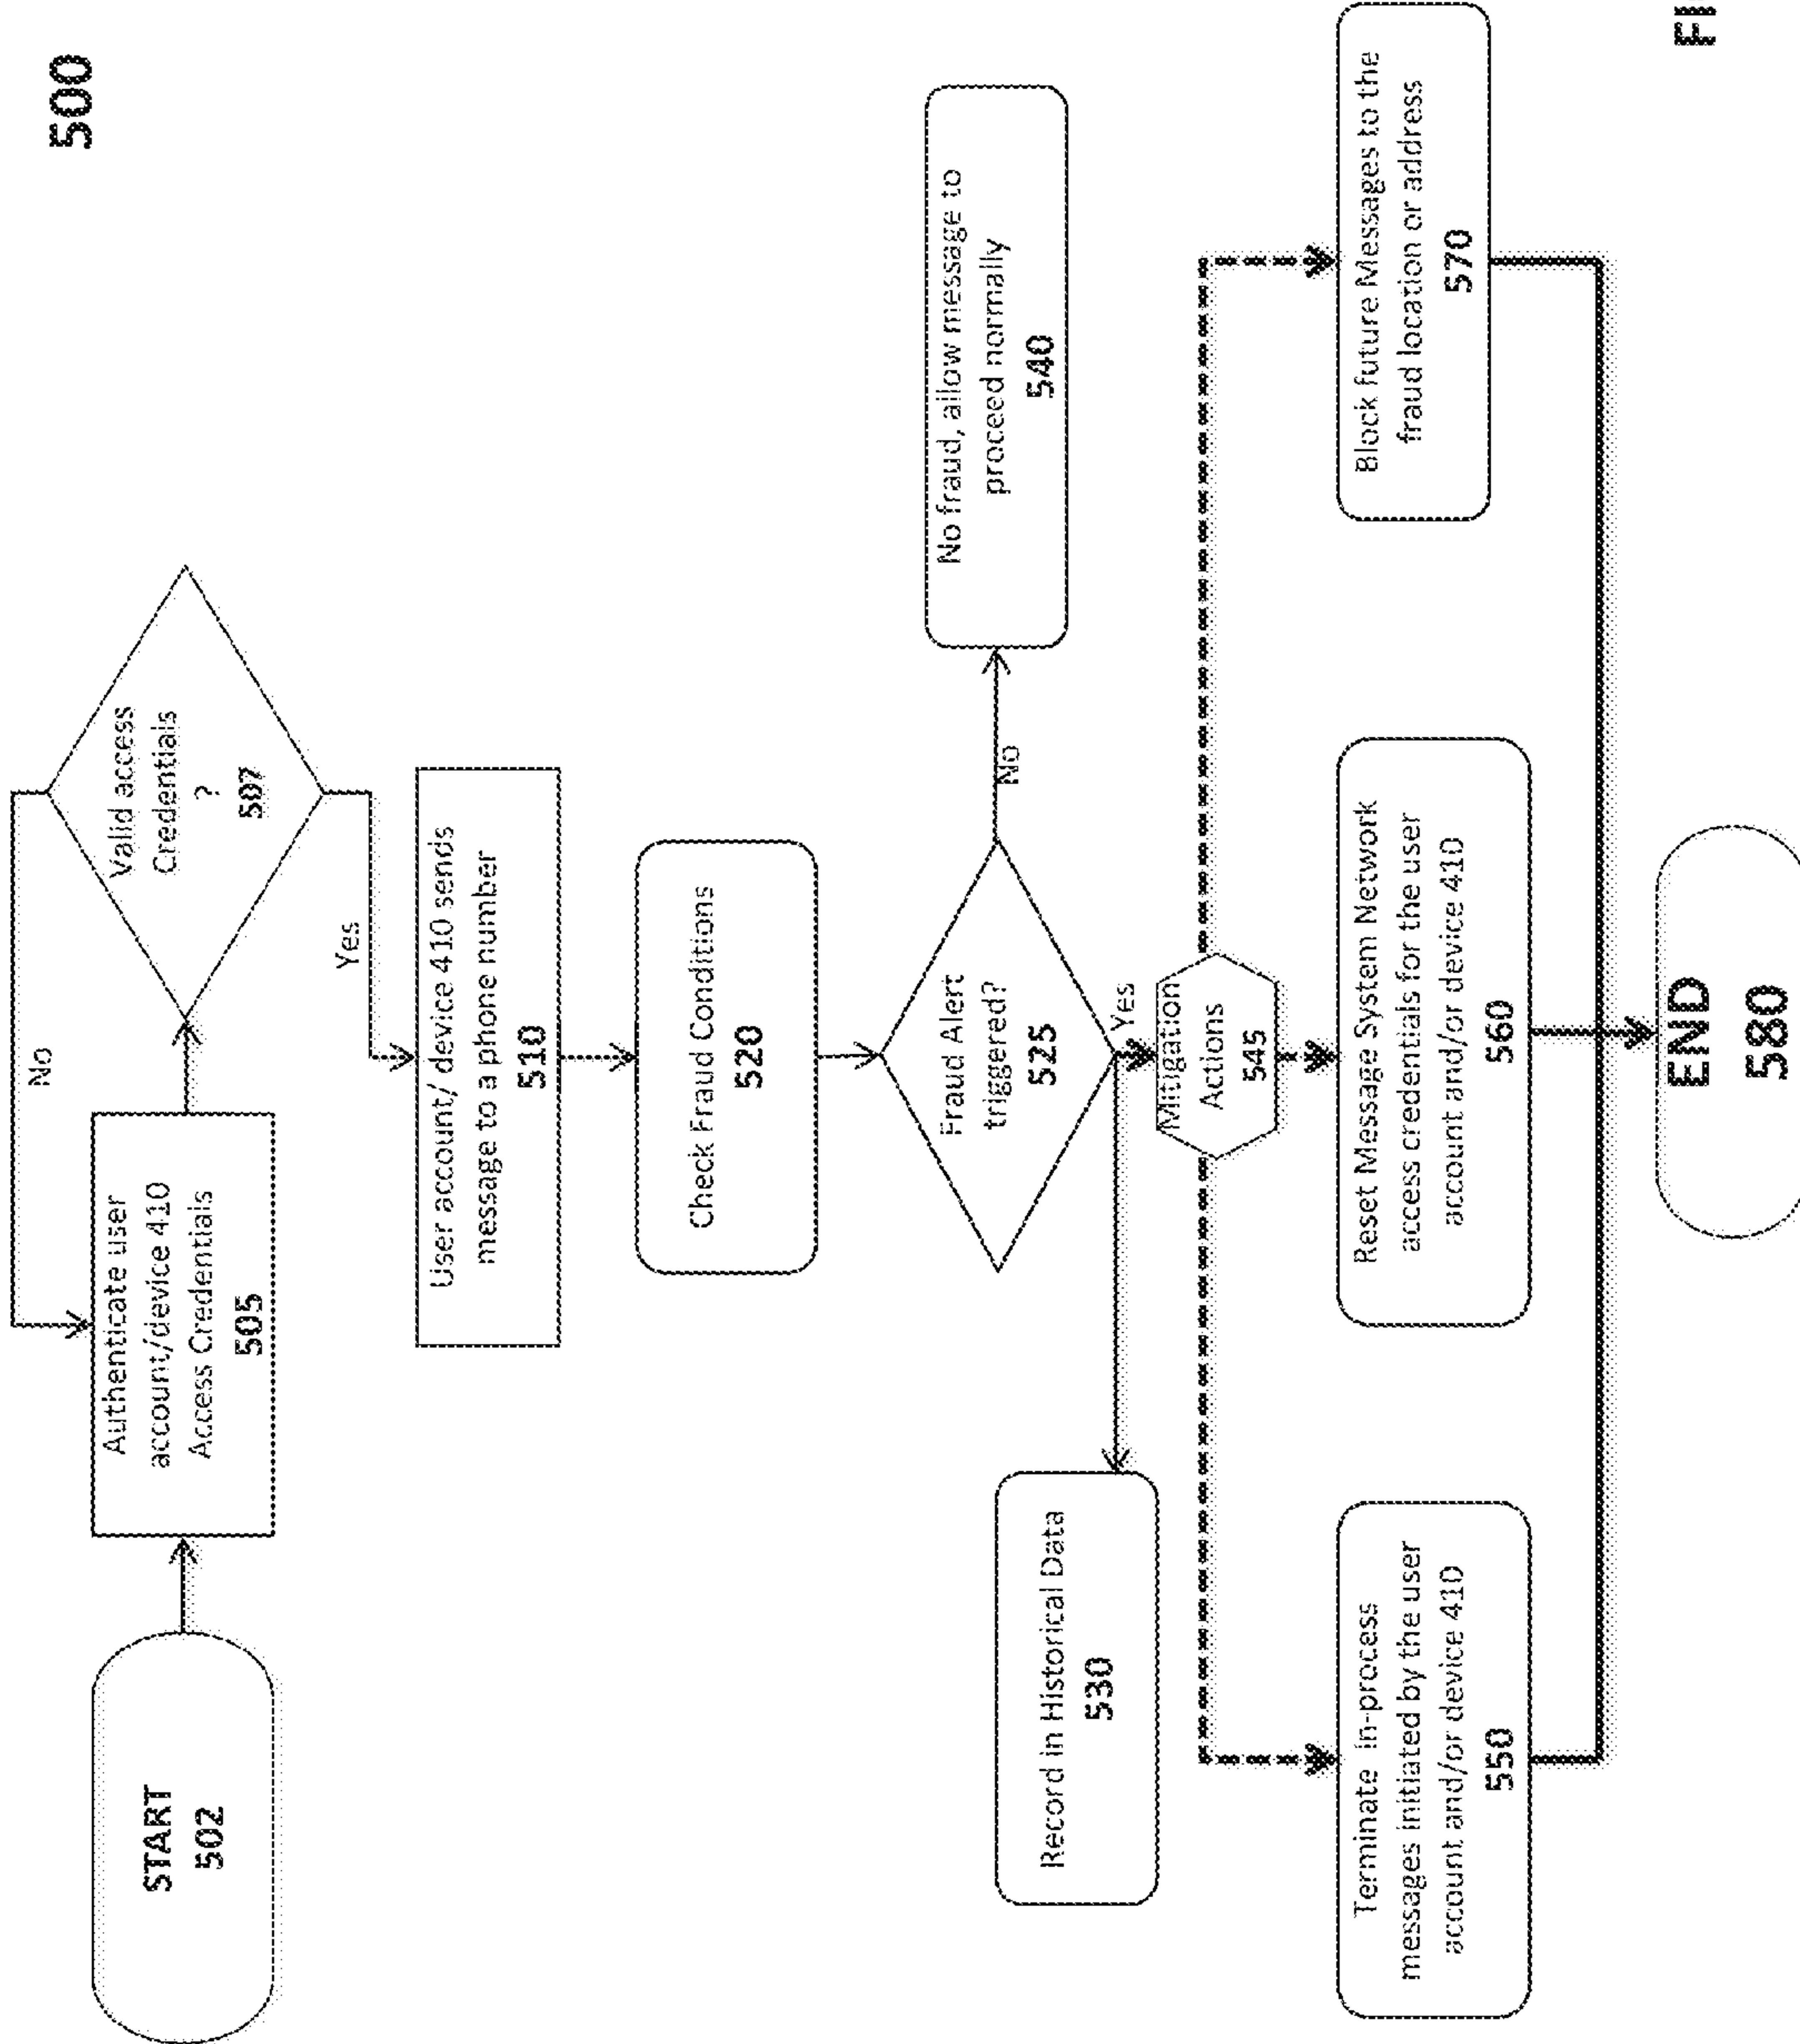 500
START
502
Authenticate user
account/device 410
Access Credentials
505
No
Valid access
Credentials
?
507
Yes
User account/ device 410 sends
message to a phone number
510
Check Fraud Conditions
520
Fraud Alert
triggered?
525
No
No fraud, allow message to
proceed normally
540
Yes
Record in Historical Data
530
Mitigation
Actions
545
Terminate in-process
messages initiated by the user
account and/or device 410
550
Reset Message System Network
access credentials for the user
account and/or device 410
560
Block future Messages to the
fraud location or address
570
END
580
FI